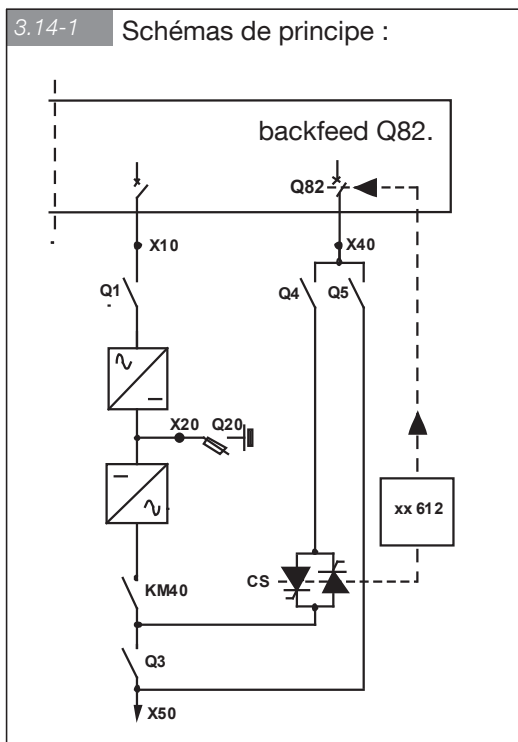 3.14-1 Schémas de principe :
backfeed Q82.
Q82
X10
X40
Q1
Q4
Q5
X20
Q20
xx 612
KM40
CS
Q3
X50